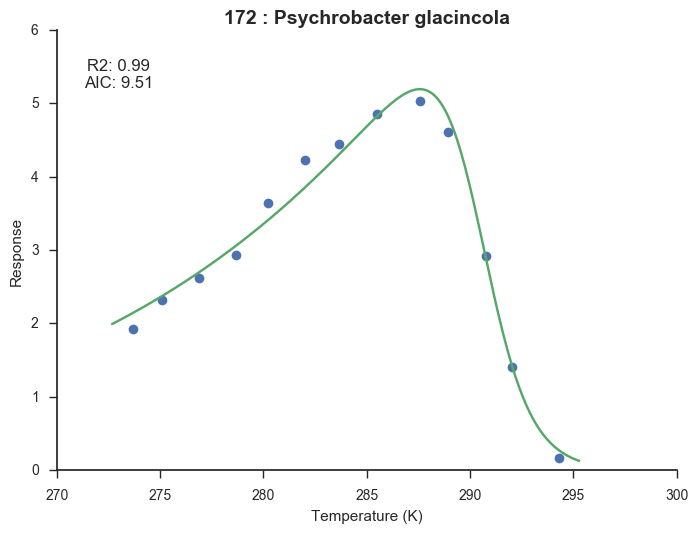 172 : Psychrobacter glacincola
R2: 0.99
AIC: 9.51
6
5
4
3
2
1
0
Response
270 275 280 285 290 295 300
Temperature (K)